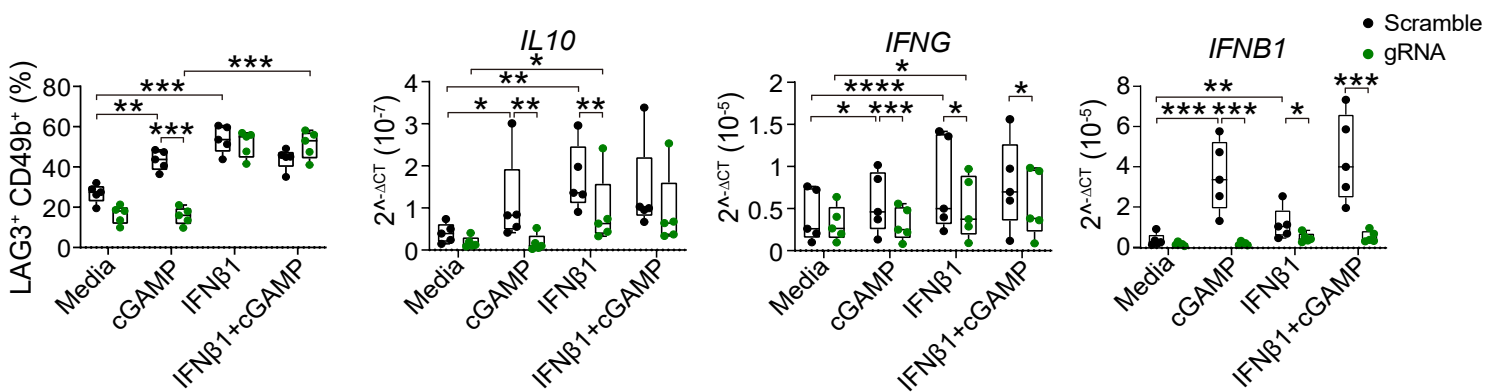 Scramble
gRNA
LAG3⁺ CD49b⁺ (%)
80
60
40
20
0
***
***
**
***
Media
cGAMP
IFNβ1
IFNβ1+cGAMP
IL10
2^-ΔCT (10⁻⁷)
4
3
2
1
0
*
**
*
**
**
Media
cGAMP
IFNβ1
IFNβ1+cGAMP
IFNG
2^-ΔCT (10⁻⁵)
2
1.5
1
0.5
0
*
****
*
***
*
*
Media
cGAMP
IFNβ1
IFNβ1+cGAMP
IFNB1
2^-ΔCT (10⁻⁵)
8
6
4
2
0
**
***
***
*
***
Media
cGAMP
IFNβ1
IFNβ1+cGAMP